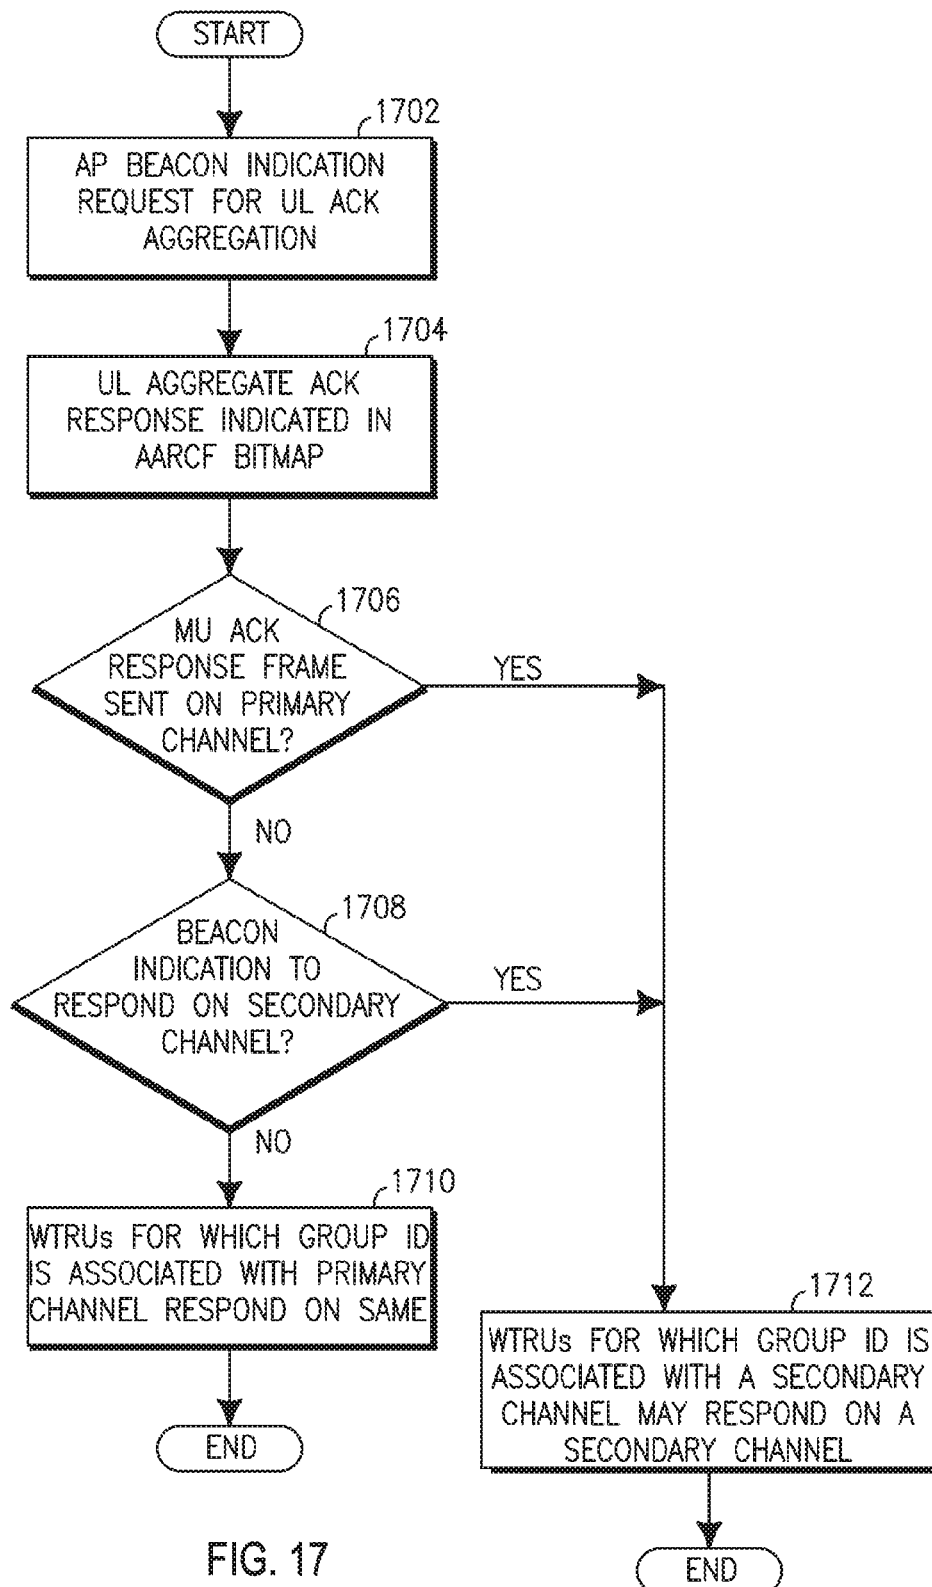 START
1702
AP BEACON INDICATION
REQUEST FOR UL ACK
AGGREGATION
1704
UL AGGREGATE ACK
RESPONSE INDICATED IN
AARCF BITMAP
1706
MU ACK
RESPONSE FRAME
SENT ON PRIMARY
CHANNEL?
YES
NO
1708
BEACON
INDICATION TO
RESPOND ON SECONDARY
CHANNEL?
YES
NO
1710
WTRUs FOR WHICH GROUP ID
IS ASSOCIATED WITH PRIMARY
CHANNEL RESPOND ON SAME
END
1712
WTRUs FOR WHICH GROUP ID IS
ASSOCIATED WITH A SECONDARY
CHANNEL MAY RESPOND ON A
SECONDARY CHANNEL
END
FIG. 17